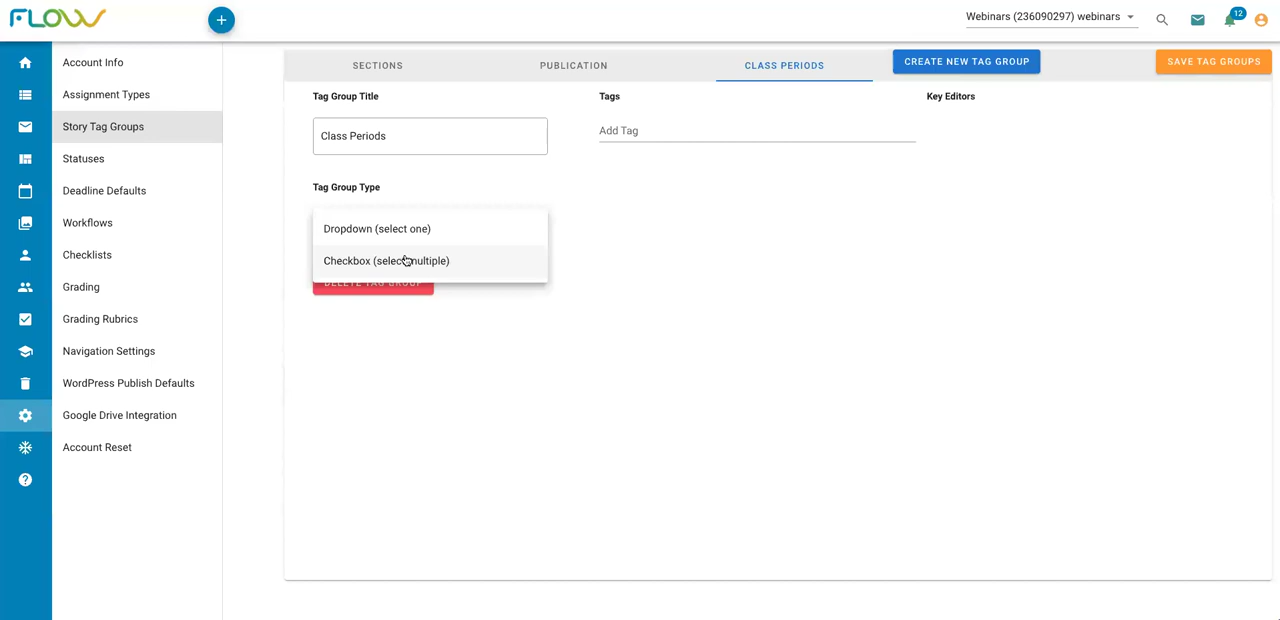 FLOW
+
Webinars (236090297) webinars
12
Account Info
Assignment Types
Story Tag Groups
Statuses
Deadline Defaults
Workflows
Checklists
Grading
Grading Rubrics
Navigation Settings
WordPress Publish Defaults
Google Drive Integration
Account Reset
SECTIONS
PUBLICATION
CLASS PERIODS
CREATE NEW TAG GROUP
SAVE TAG GROUPS
Tag Group Title
Tags
Key Editors
Class Periods
Add Tag
Tag Group Type
Dropdown (select one)
Checkbox (select multiple)
DELETE TAG GROUP